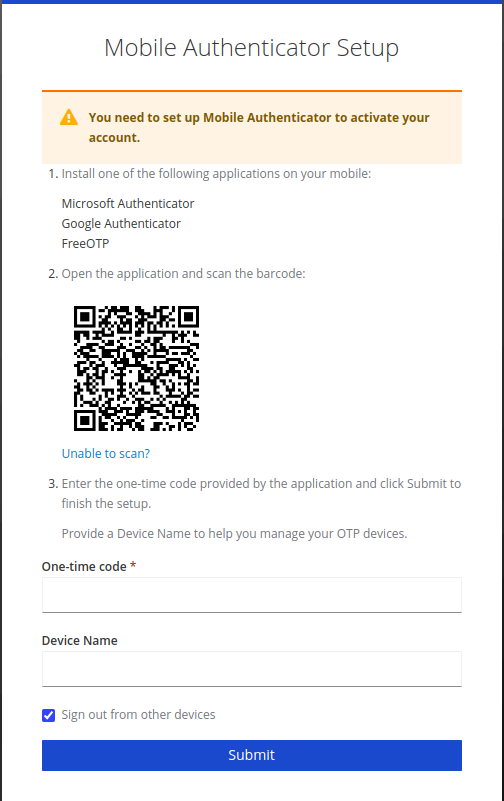 Mobile Authenticator Setup
You need to set up Mobile Authenticator to activate your
account.
1. Install one of the following applications on your mobile:
Microsoft Authenticator
Google Authenticator
FreeOTP
2. Open the application and scan the barcode:
Unable to scan?
3. Enter the one-time code provided by the application and click Submit to
finish the setup.
Provide a Device Name to help you manage your OTP devices.
One-time code *
Device Name
Sign out from other devices
Submit